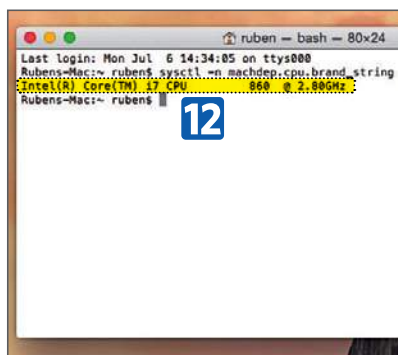 ruben — bash — 80×24
Last login: Mon Jul  6 14:34:05 on ttys000
Rubens-Mac:~ ruben$ sysctl -n machdep.cpu.brand_string
Intel(R) Core(TM) i7 CPU         860  @ 2.80GHz
Rubens-Mac:~ ruben$
12